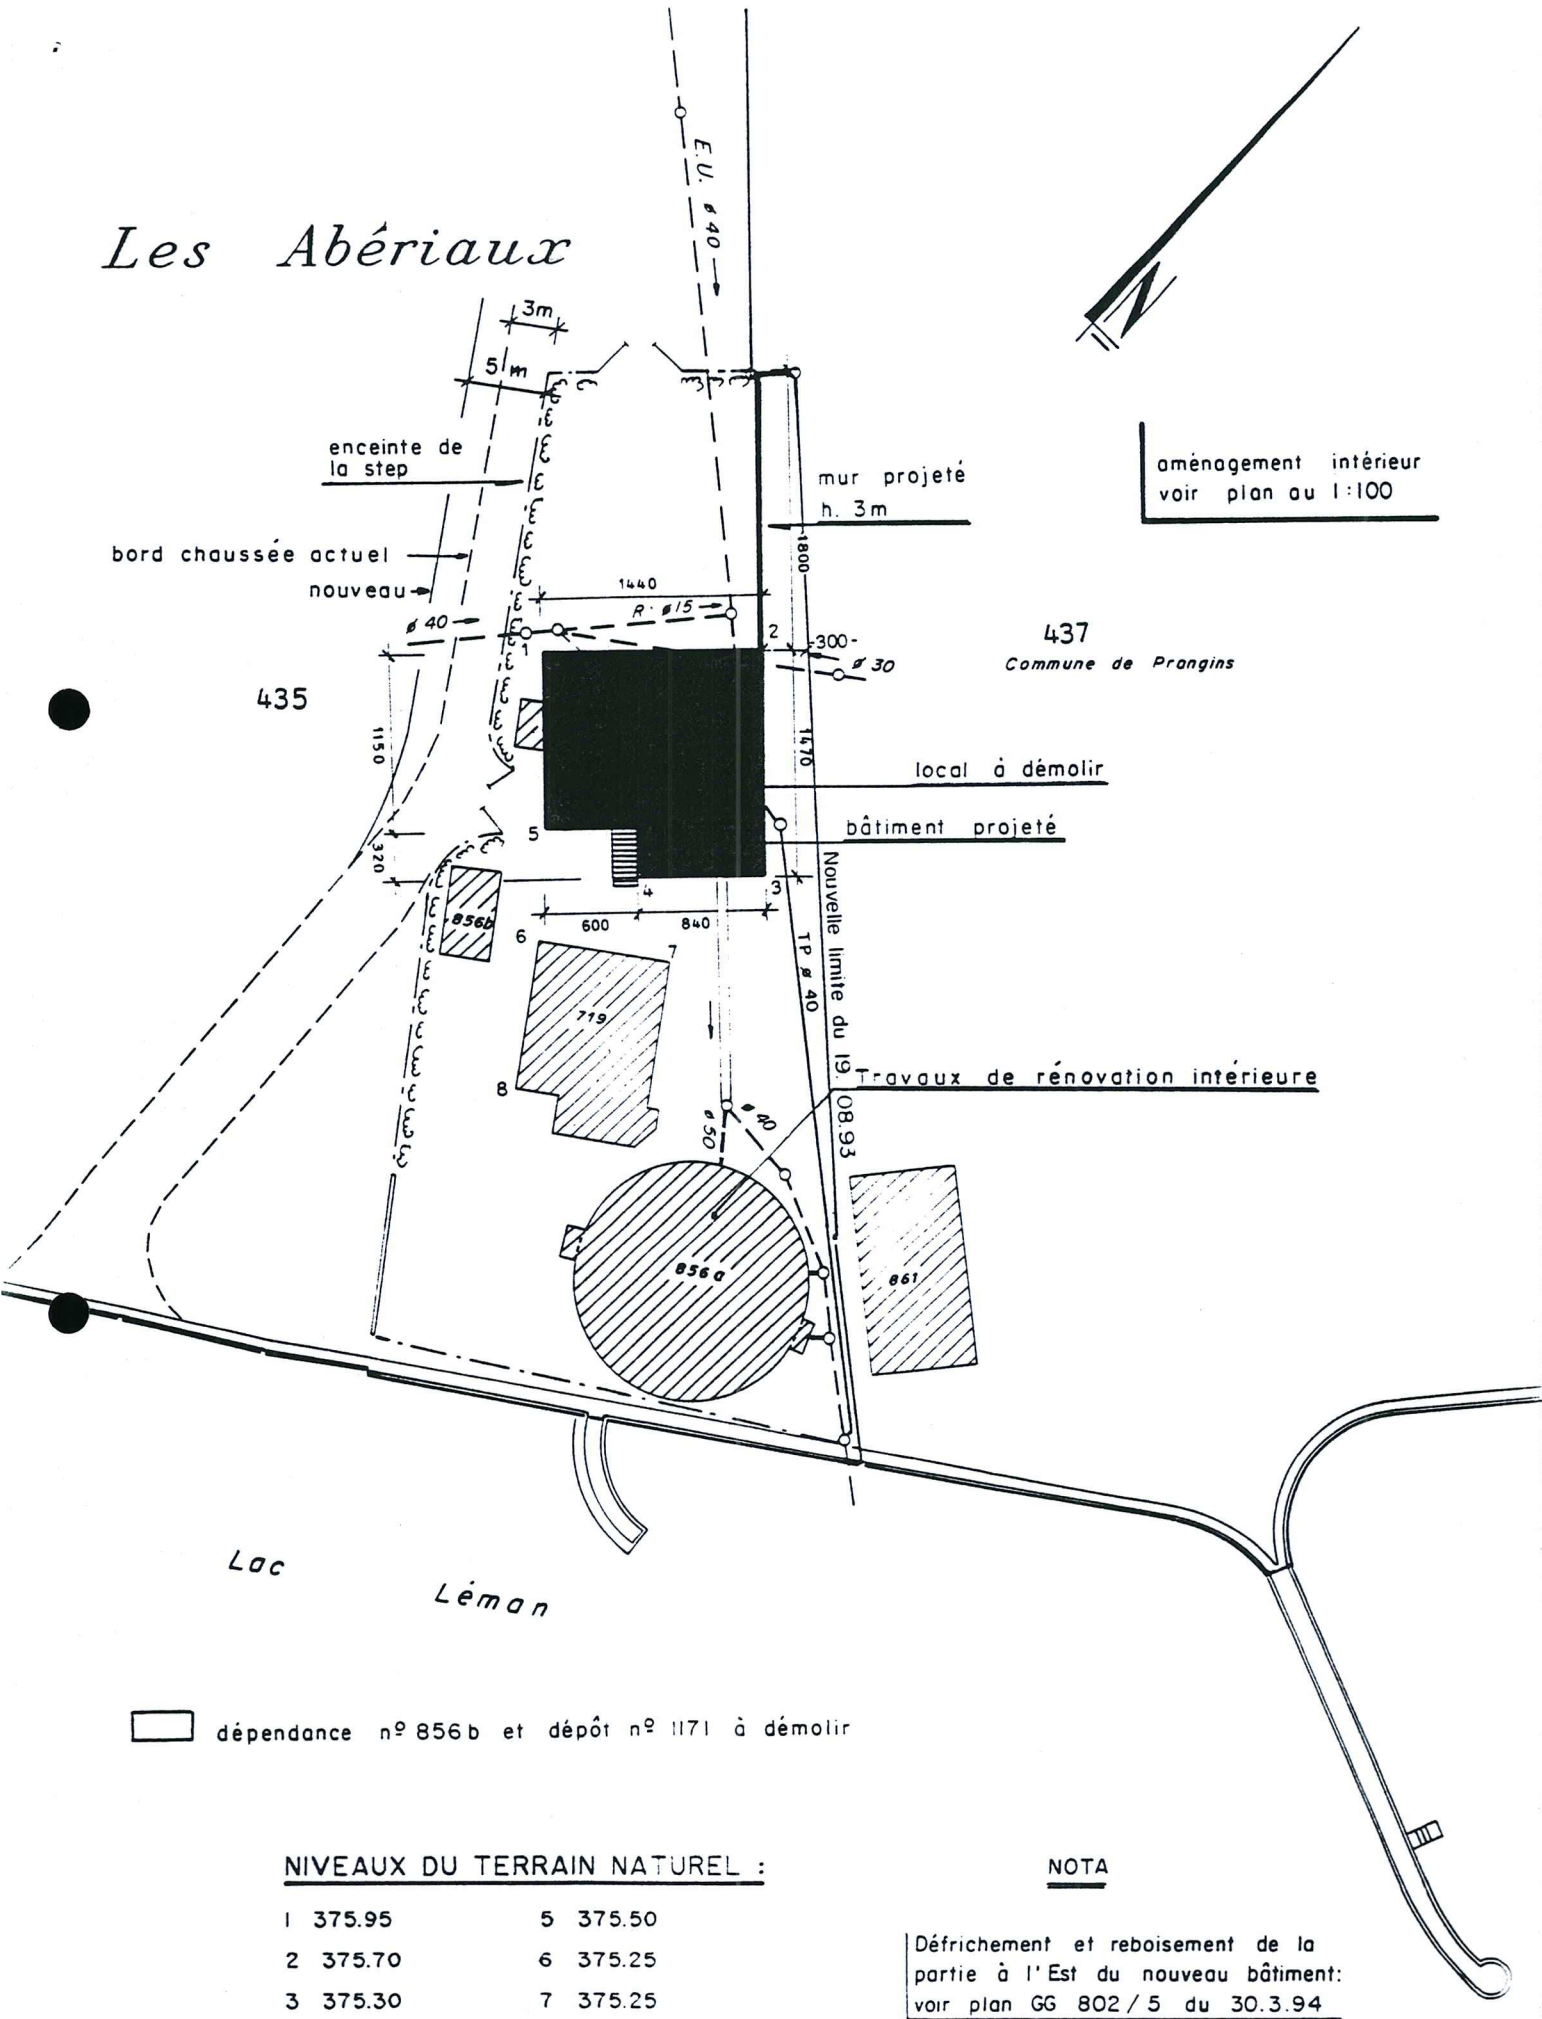 E.U. ø 40
Les Abériaux
N
3m
5 m
enceinte de
la step
mur projeté
h. 3m
aménagement intérieur
voir plan au 1:100
bord chaussée actuel
nouveau
1800
1440
R. ø15
ø 40
1
2
300
ø 30
437
Commune de Prangins
435
1150
1470
local à démolir
bâtiment projeté
5
320
4
3
856b
600
840
6
7
TP ø 40
Nouvelle limite du 19. 08.93
719
8
Travaux de rénovation intérieure
ø 50
ø 40
856a
861
Lac
Léman
dépendance nº 856b et dépôt nº 1171 à démolir
NIVEAUX DU TERRAIN NATUREL :
1 375.95
5 375.50
2 375.70
6 375.25
3 375.30
7 375.25
NOTA
Défrichement et reboisement de la
partie à l'Est du nouveau bâtiment:
voir plan GG 802/5 du 30.3.94